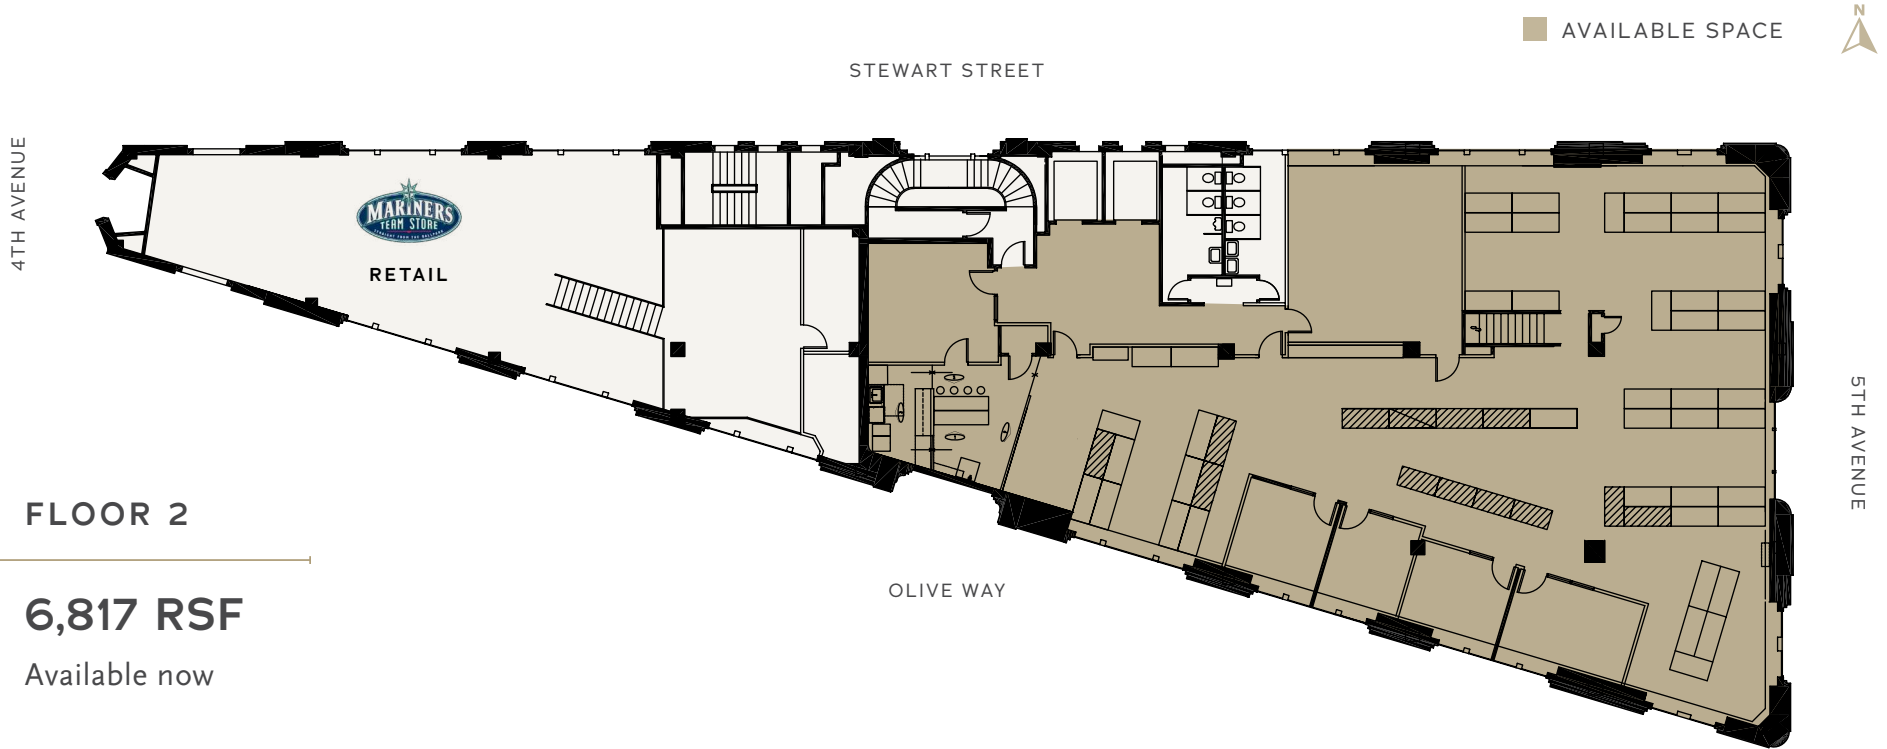 AVAILABLE SPACE
N
STEWART STREET
4TH AVENUE
MARINERS
TEAM STORE
RETAIL
5TH AVENUE
FLOOR 2
OLIVE WAY
6,817 RSF
Available now